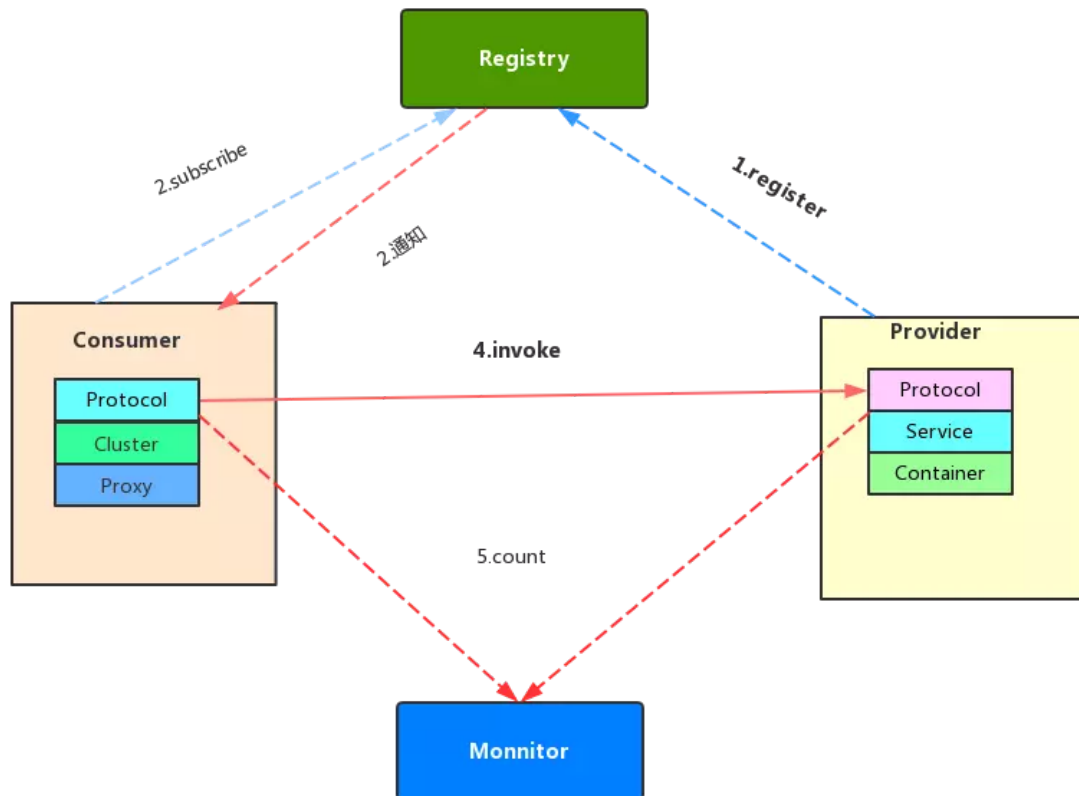 Registry
2.subscribe
1.register
2.通知
Consumer
Provider
4.invoke
Protocol
Cluster
Proxy
Protocol
Service
Container
5.count
Monnitor